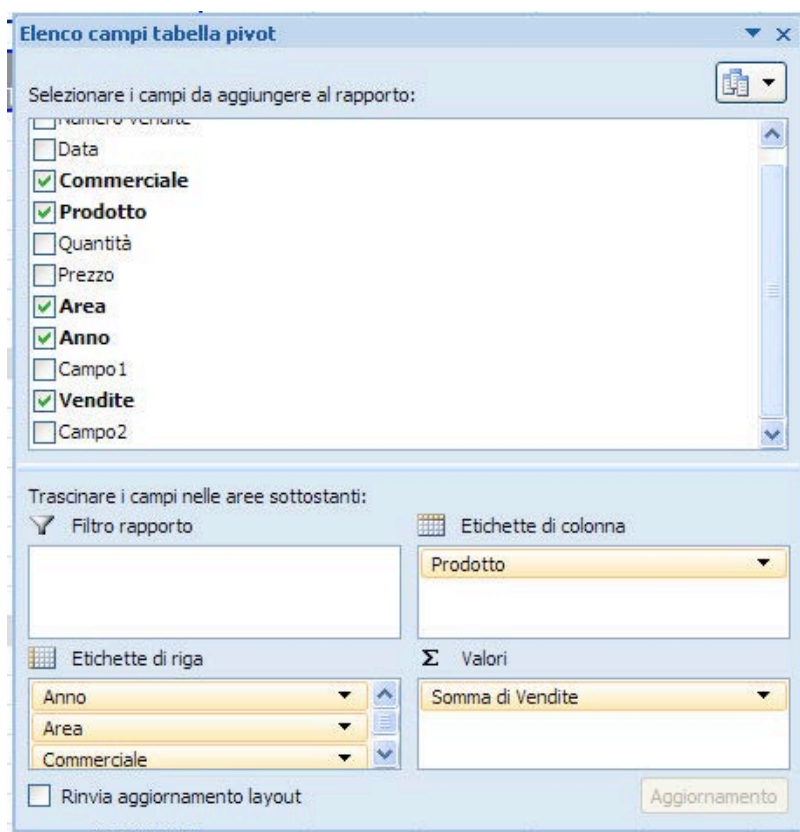 Elenco campi tabella pivot
Selezionare i campi da aggiungere al rapporto:
Numero vendite
Data
Commerciale
Prodotto
Quantità
Prezzo
Area
Anno
Campo1
Vendite
Campo2
Trascinare i campi nelle aree sottostanti:
Filtro rapporto
Etichette di colonna
Prodotto
Etichette di riga
Σ Valori
Anno
Somma di Vendite
Area
Commerciale
Rinvia aggiornamento layout
Aggiornamento